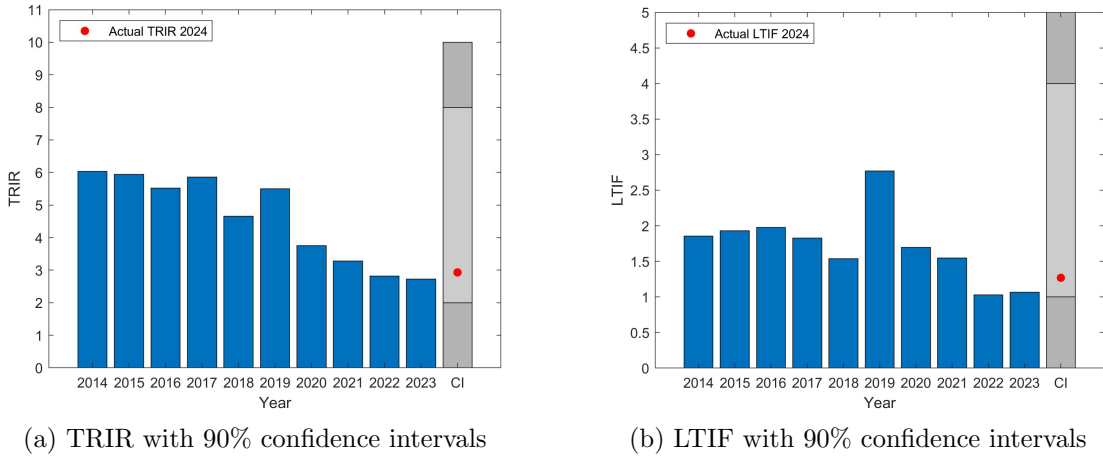 11
10
9
8
7
6
5
4
3
2
1
0
TRIR
Actual TRIR 2024
2014 2015 2016 2017 2018 2019 2020 2021 2022 2023 CI
Year
(a) TRIR with 90% confidence intervals
5
4.5
4
3.5
3
2.5
2
1.5
1
0.5
0
LTIF
Actual LTIF 2024
2014 2015 2016 2017 2018 2019 2020 2021 2022 2023 CI
Year
(b) LTIF with 90% confidence intervals